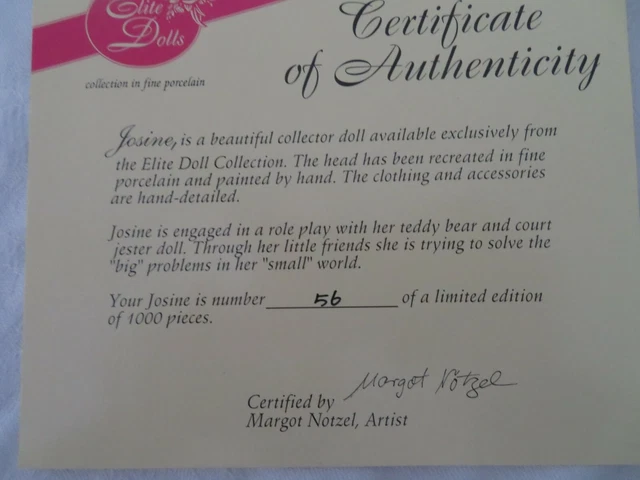 Elite
Dolls
collection in fine porcelain
Certificate
of Authenticity
Josine, is a beautiful collector doll available exclusively from
the Elite Doll Collection. The head has been recreated in fine
porcelain and painted by hand. The clothing and accessories
are hand-detailed.
Josine is engaged in a role play with her teddy bear and court
jester doll. Through her little friends she is trying to solve the
"big" problems in her "small" world.
Your Josine is number 56 of a limited edition
of 1000 pieces.
Margot Nötzel
Certified by
Margot Notzel, Artist